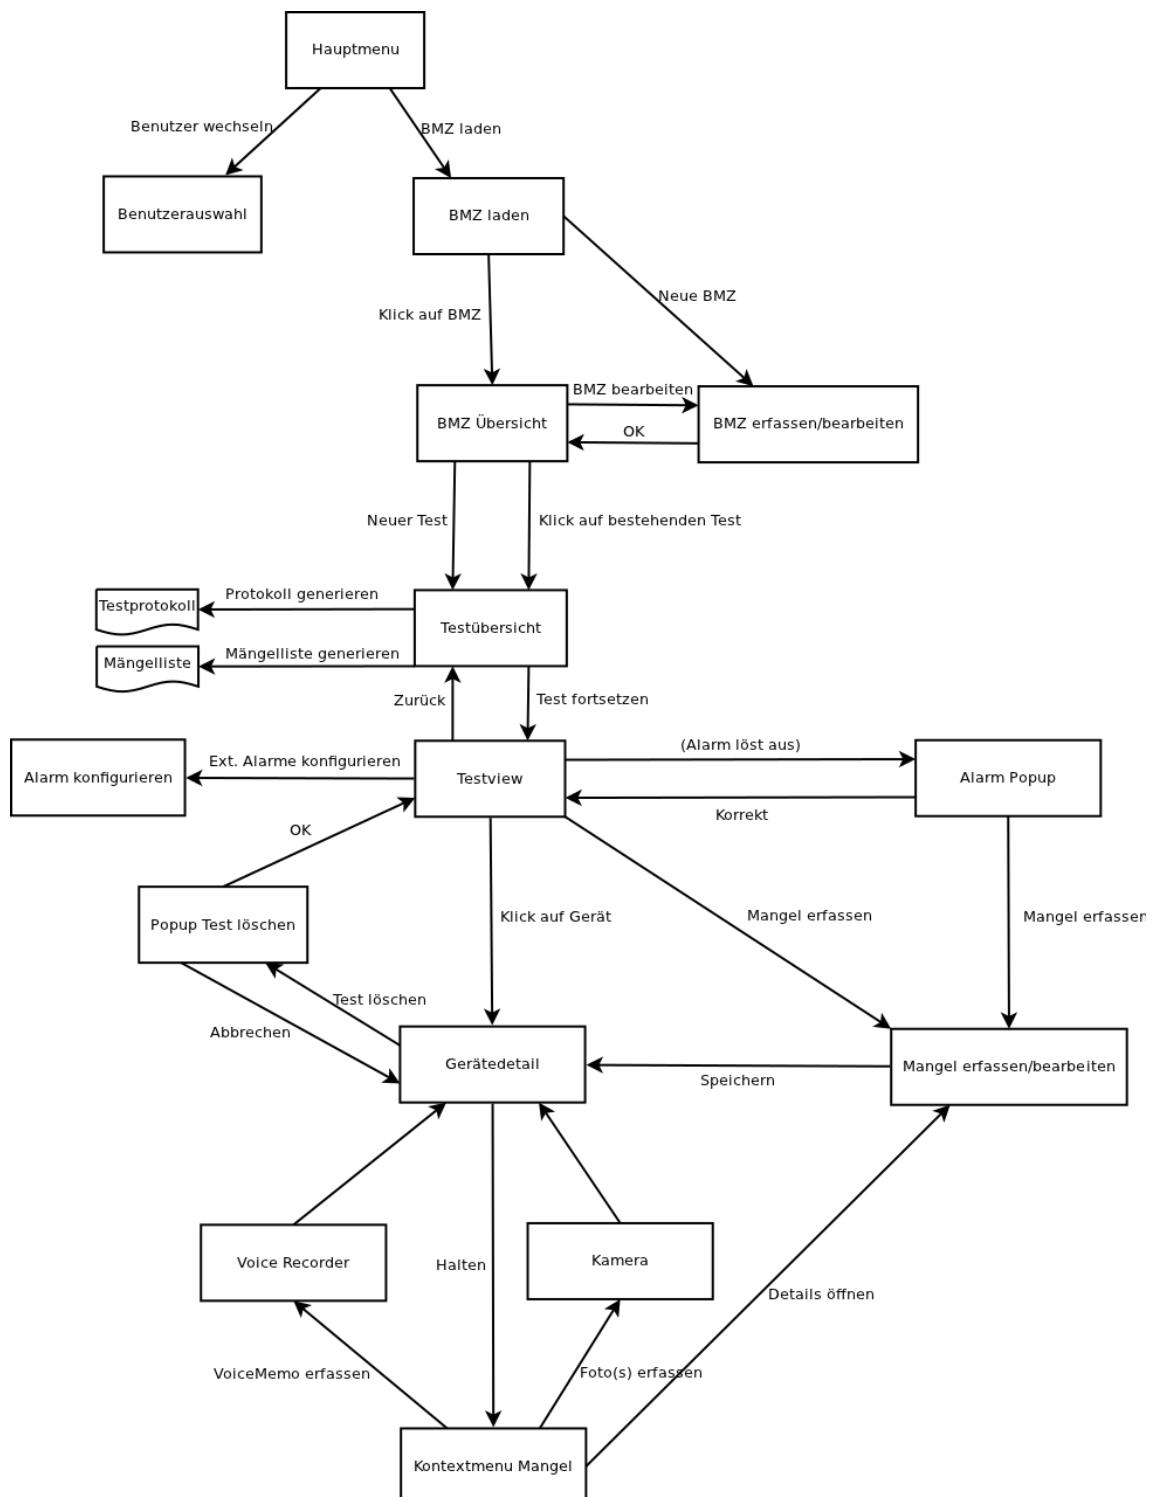 Hauptmenu
Benutzer wechseln
BMZ laden
Benutzerauswahl
BMZ laden
Neue BMZ
Klick auf BMZ
BMZ bearbeiten
BMZ Übersicht
BMZ erfassen/bearbeiten
OK
Neuer Test
Klick auf bestehenden Test
Protokoll generieren
Testprotokoll
Testübersicht
Mängelliste generieren
Mängelliste
Zurück
Test fortsetzen
(Alarm löst aus)
Ext. Alarme konfigurieren
Alarm konfigurieren
Testview
Alarm Popup
Korrekt
OK
Klick auf Gerät
Mangel erfassen
Mangel erfassen
Popup Test löschen
Test löschen
Abbrechen
Gerätedetail
Mangel erfassen/bearbeiten
Speichern
Voice Recorder
Halten
Kamera
Details öffnen
VoiceMemo erfassen
Foto(s) erfassen
Kontextmenu Mangel